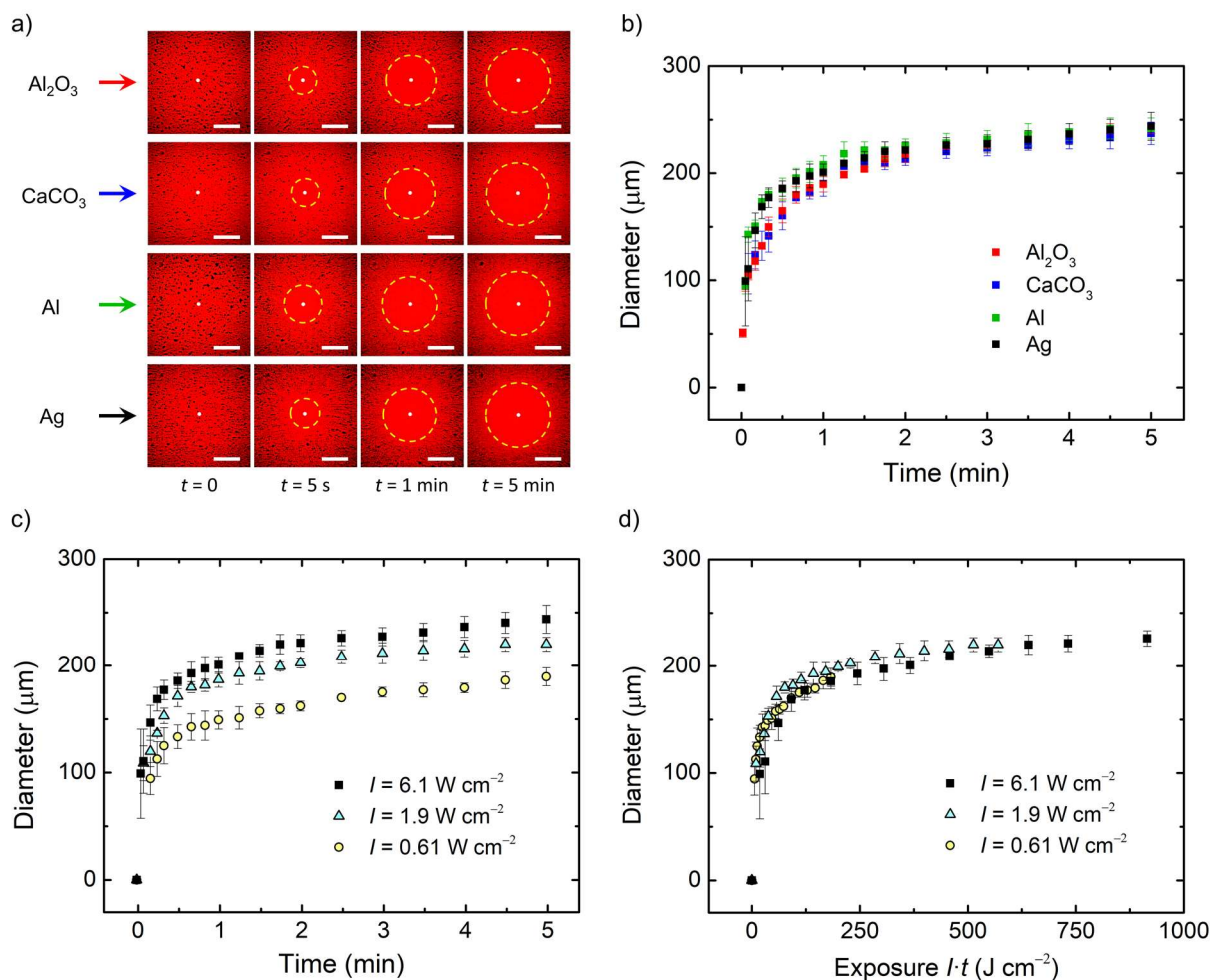 a)
Al₂O₃
CaCO₃
Al
Ag
t = 0 t = 5 s t = 1 min t = 5 min
b)
300
200
100
0
Diameter (μm)
Al₂O₃
CaCO₃
Al
Ag
0 1 2 3 4 5
Time (min)
c)
300
200
100
0
Diameter (μm)
I = 6.1 W cm⁻²
I = 1.9 W cm⁻²
I = 0.61 W cm⁻²
0 1 2 3 4 5
Time (min)
d)
300
200
100
0
Diameter (μm)
I = 6.1 W cm⁻²
I = 1.9 W cm⁻²
I = 0.61 W cm⁻²
0 250 500 750 1000
Exposure I·t (J cm⁻²)